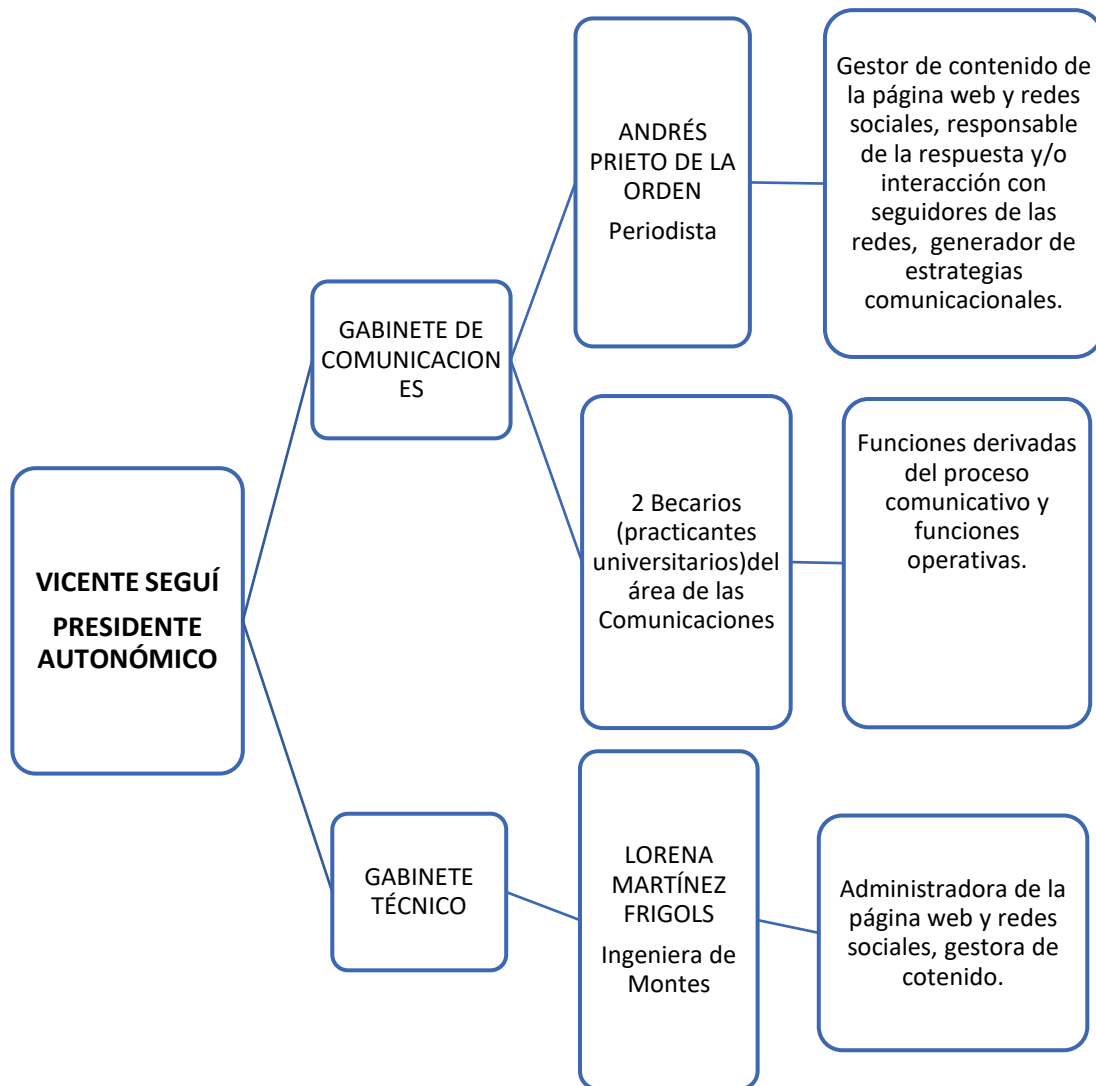 VICENTE SEGUÍ
PRESIDENTE
AUTONÓMICO
GABINETE DE
COMUNICACION
ES
ANDRÉS
PRIETO DE LA
ORDEN
Periodista
Gestor de contenido de
la página web y redes
sociales, responsable
de la respuesta y/o
interacción con
seguidores de las
redes, generador de
estrategias
comunicacionales.
2 Becarios
(practicantes
universitarios)del
área de las
Comunicaciones
Funciones derivadas
del proceso
comunicativo y
funciones
operativas.
GABINETE
TÉCNICO
LORENA
MARTÍNEZ
FRIGOLS
Ingeniera de
Montes
Administradora de la
página web y redes
sociales, gestora de
cotenido.